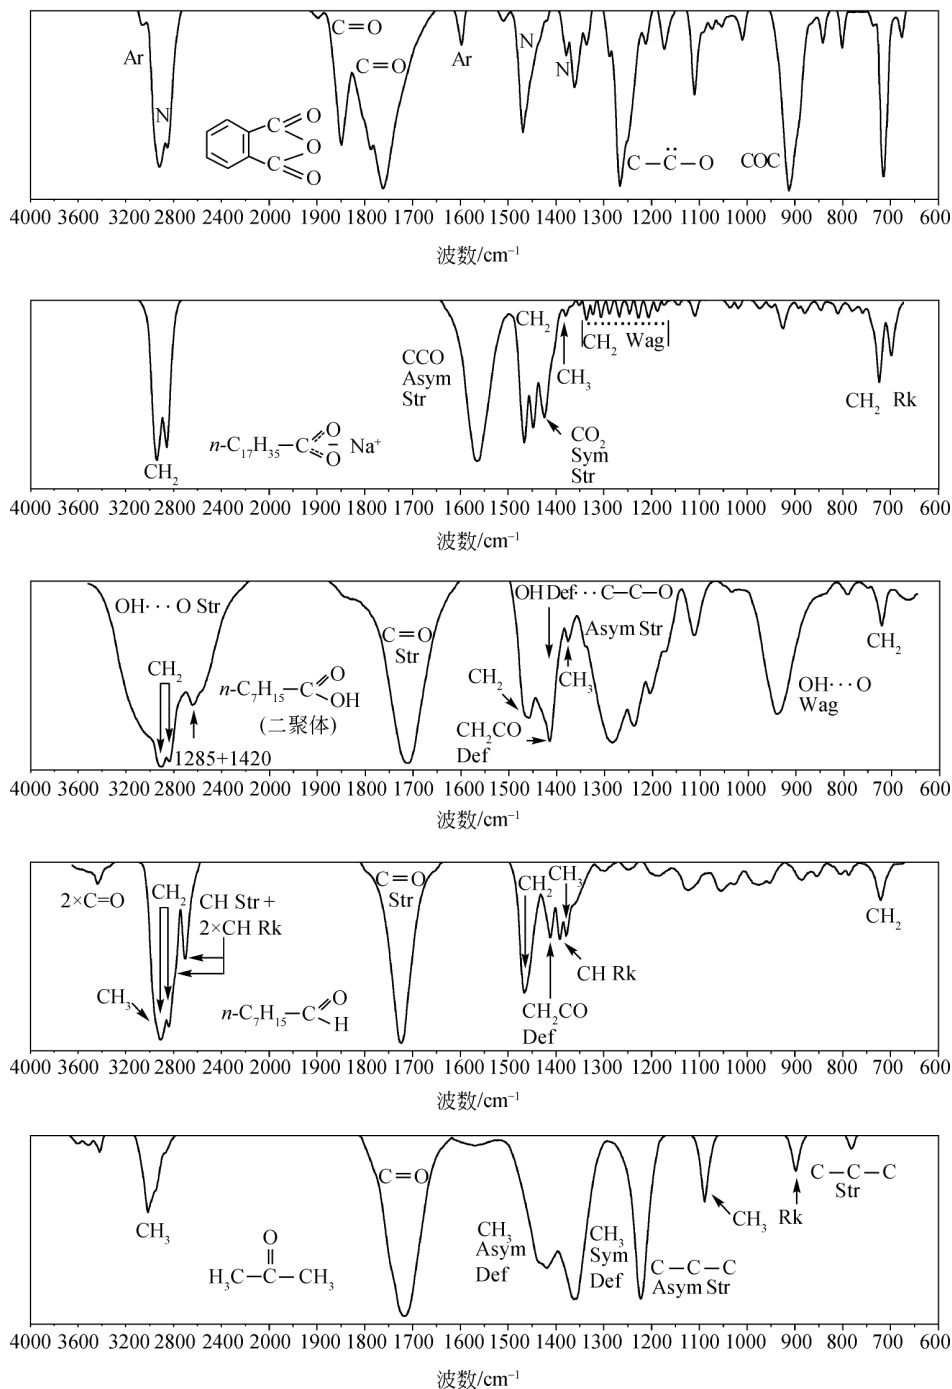 C=O
Ar
C=O
Ar
N
N
N
C O
O
C O
C—C̈—O
COC
4000 3600 3200 2800 2400 2000 1900 1800 1700 1600 1500 1400 1300 1200 1100 1000 900 800 700 600
波数/cm⁻¹
CH₂
CCO
Asym
Str
CH₃
CH₂ Wag
CH₂ Rk
n-C₁₇H₃₅—C O O Na⁺
CH₂
CO₂
Sym
Str
4000 3600 3200 2800 2400 2000 1900 1800 1700 1600 1500 1400 1300 1200 1100 1000 900 800 700 600
波数/cm⁻¹
OH···O Str
OH Def···C—C—O
Asym Str
C=O
Str
CH₂
CH₂
CH₂
CH₃
n-C₇H₁₅—C O OH
(二聚体)
OH···O
Wag
CH₂CO
Def
1285+1420
4000 3600 3200 2800 2400 2000 1900 1800 1700 1600 1500 1400 1300 1200 1100 1000 900 800 700 600
波数/cm⁻¹
2×C=O
CH₂
CH Str+
2×CH Rk
C=O
Str
CH₂
CH₃
CH₂
CH Rk
CH₃
n-C₇H₁₅—C O H
CH₂CO
Def
4000 3600 3200 2800 2400 2000 1900 1800 1700 1600 1500 1400 1300 1200 1100 1000 900 800 700 600
波数/cm⁻¹
C=O
C—C—C
Str
CH₃
CH₃
Rk
CH₃
Asym
Def
CH₃
Sym
Def
C—C—C
Asym Str
O
H₃C—C—CH₃
4000 3600 3200 2800 2400 2000 1900 1800 1700 1600 1500 1400 1300 1200 1100 1000 900 800 700 600
波数/cm⁻¹